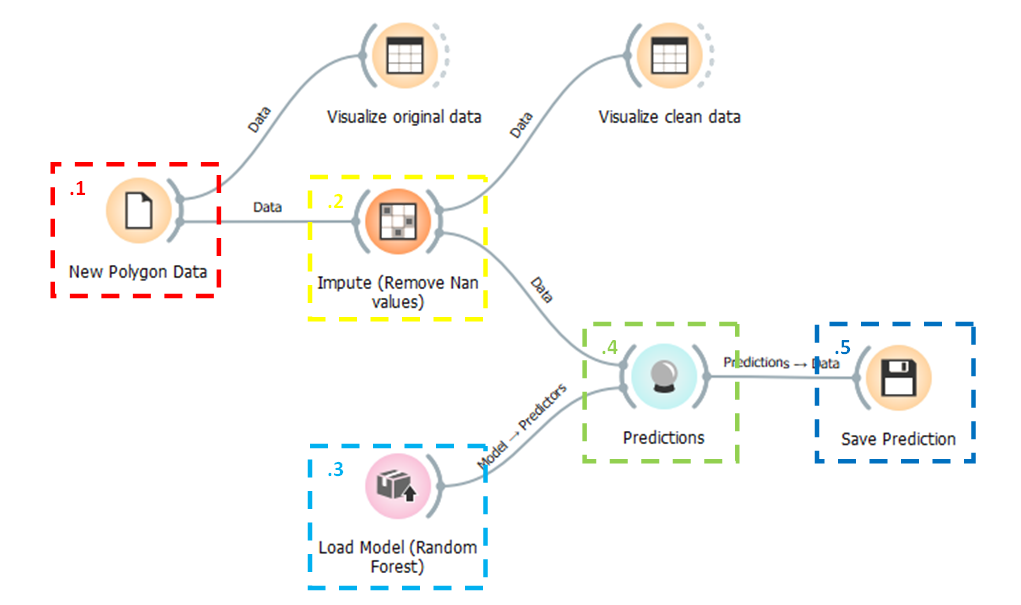 Visualize original data
Visualize clean data
Data
Data
.1
New Polygon Data
Data
.2
Impute (Remove Nan
values)
Data
.3
Load Model (Random
Forest)
Model → Predictors
.4
Predictions
Predictions → Data
.5
Save Prediction